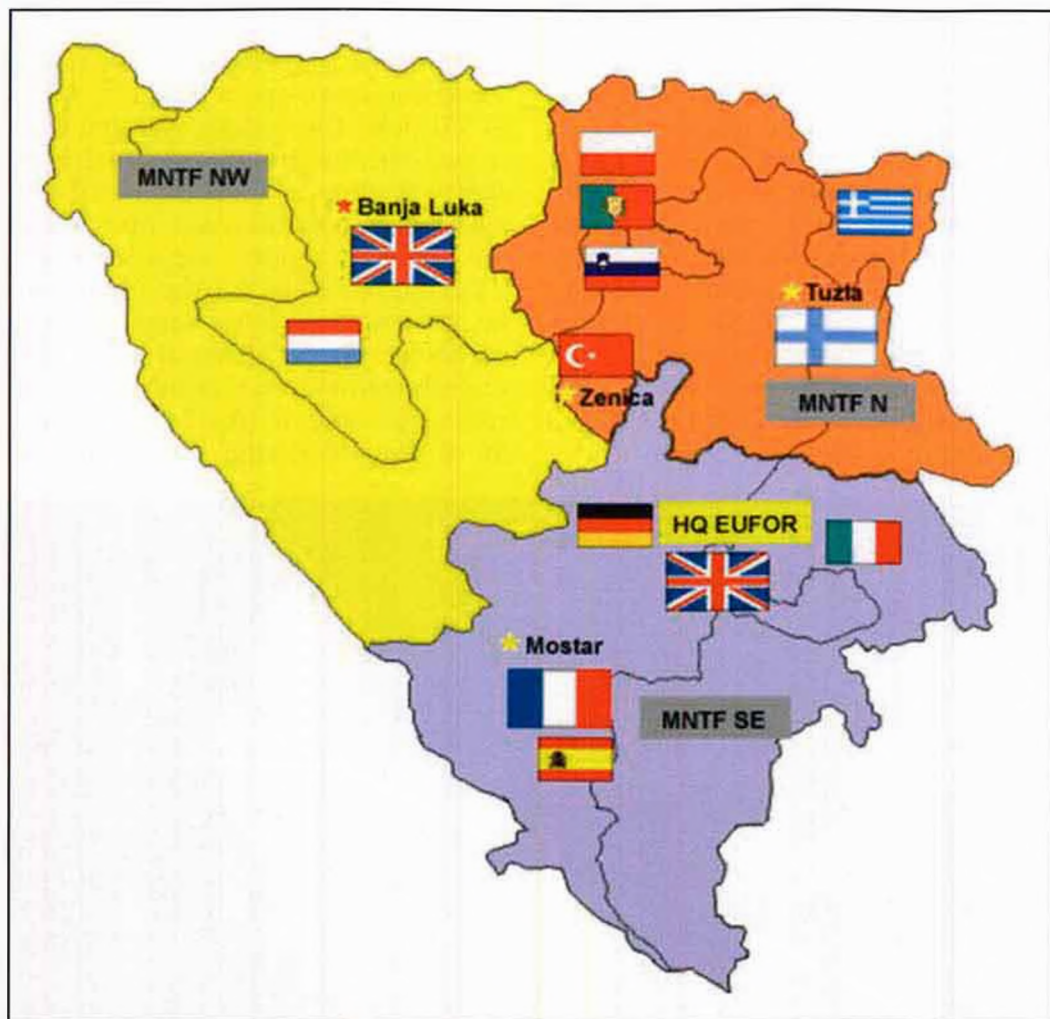 MNTF NW
Banja Luka
Tuzla
Zenica
MNTF N
HQ EUFOR
Mostar
MNTF SE